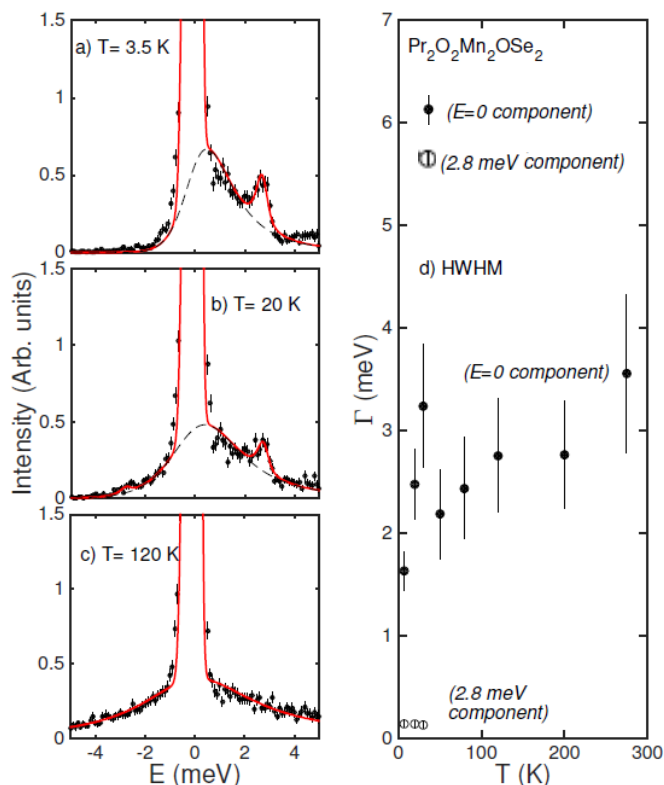 a) T= 3.5 K
1.5
1
0.5
0
b) T= 20 K
1.5
1
0.5
0
c) T= 120 K
1.5
1
0.5
0
-4 -2 0 2 4
E (meV)
Intensity (Arb. units)
Pr2O2Mn2OSe2
(E=0 component)
(2.8 meV component)
d) HWHM
(E=0 component)
(2.8 meV
component)
7
6
5
4
3
2
1
0
0 100 200 300
T (K)
Γ (meV)